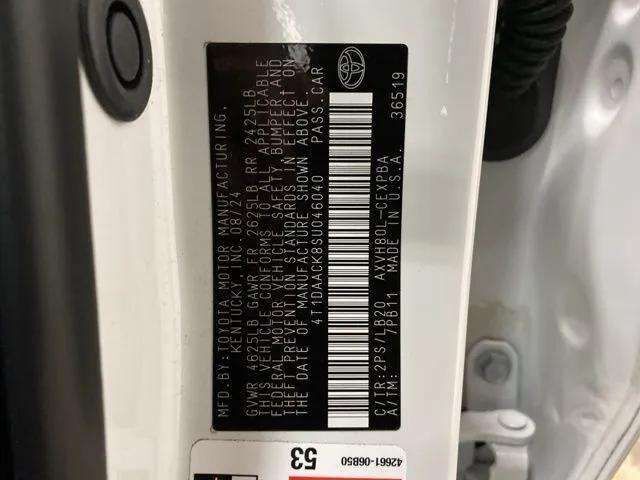 MFD.BY: TOYOTA MOTOR MANUFACTURING,
KENTUCKY, INC. 08/24
GVWR 4625LB GAWR FR 2625LB RR 2425LB
THIS VEHICLE CONFORMS TO ALL APPLICABLE
FEDERAL MOTOR VEHICLE SAFETY, BUMPER, AND
THEFT PREVENTION STANDARDS IN EFFECT ON
THE DATE OF MANUFACTURE SHOWN ABOVE.
4T1DAACK8SU046040 PASS.CAR
C/TR:2PS/LB20 AXVH80L-CEXPBA
A/TM: -/PB11 MADE IN U.S.A. 36519
53
42661-06B50